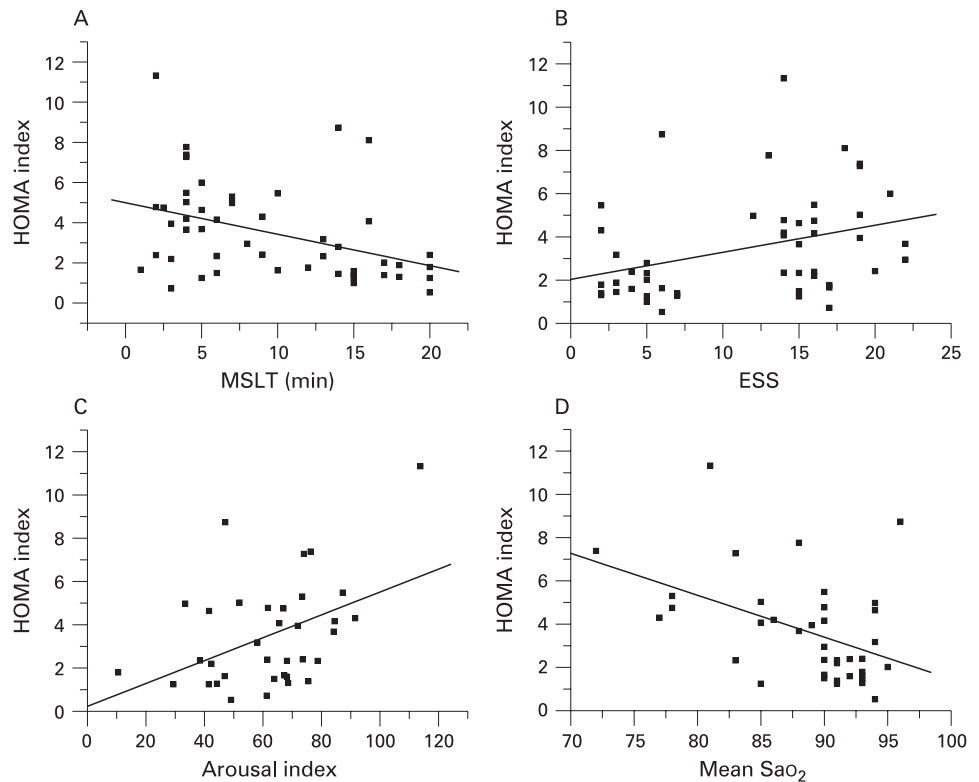 A
12
10
8
6
4
2
0
HOMA index
0 5 10 15 20
MSLT (min)
B
12
10
8
6
4
2
0
HOMA index
0 5 10 15 20 25
ESS
C
12
10
8
6
4
2
0
HOMA index
0 20 40 60 80 100 120
Arousal index
D
12
10
8
6
4
2
0
HOMA index
70 75 80 85 90 95 100
Mean SaO₂